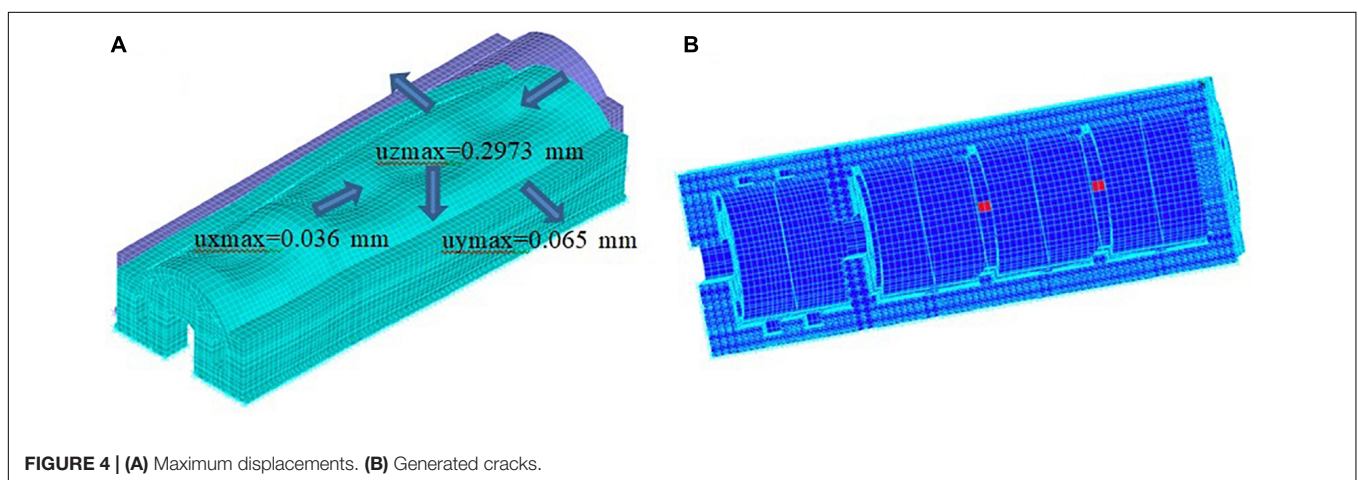 A
B
uzmax=0.2973 mm
uxmax=0.036 mm
uymax=0.065 mm
FIGURE 4 | (A) Maximum displacements. (B) Generated cracks.